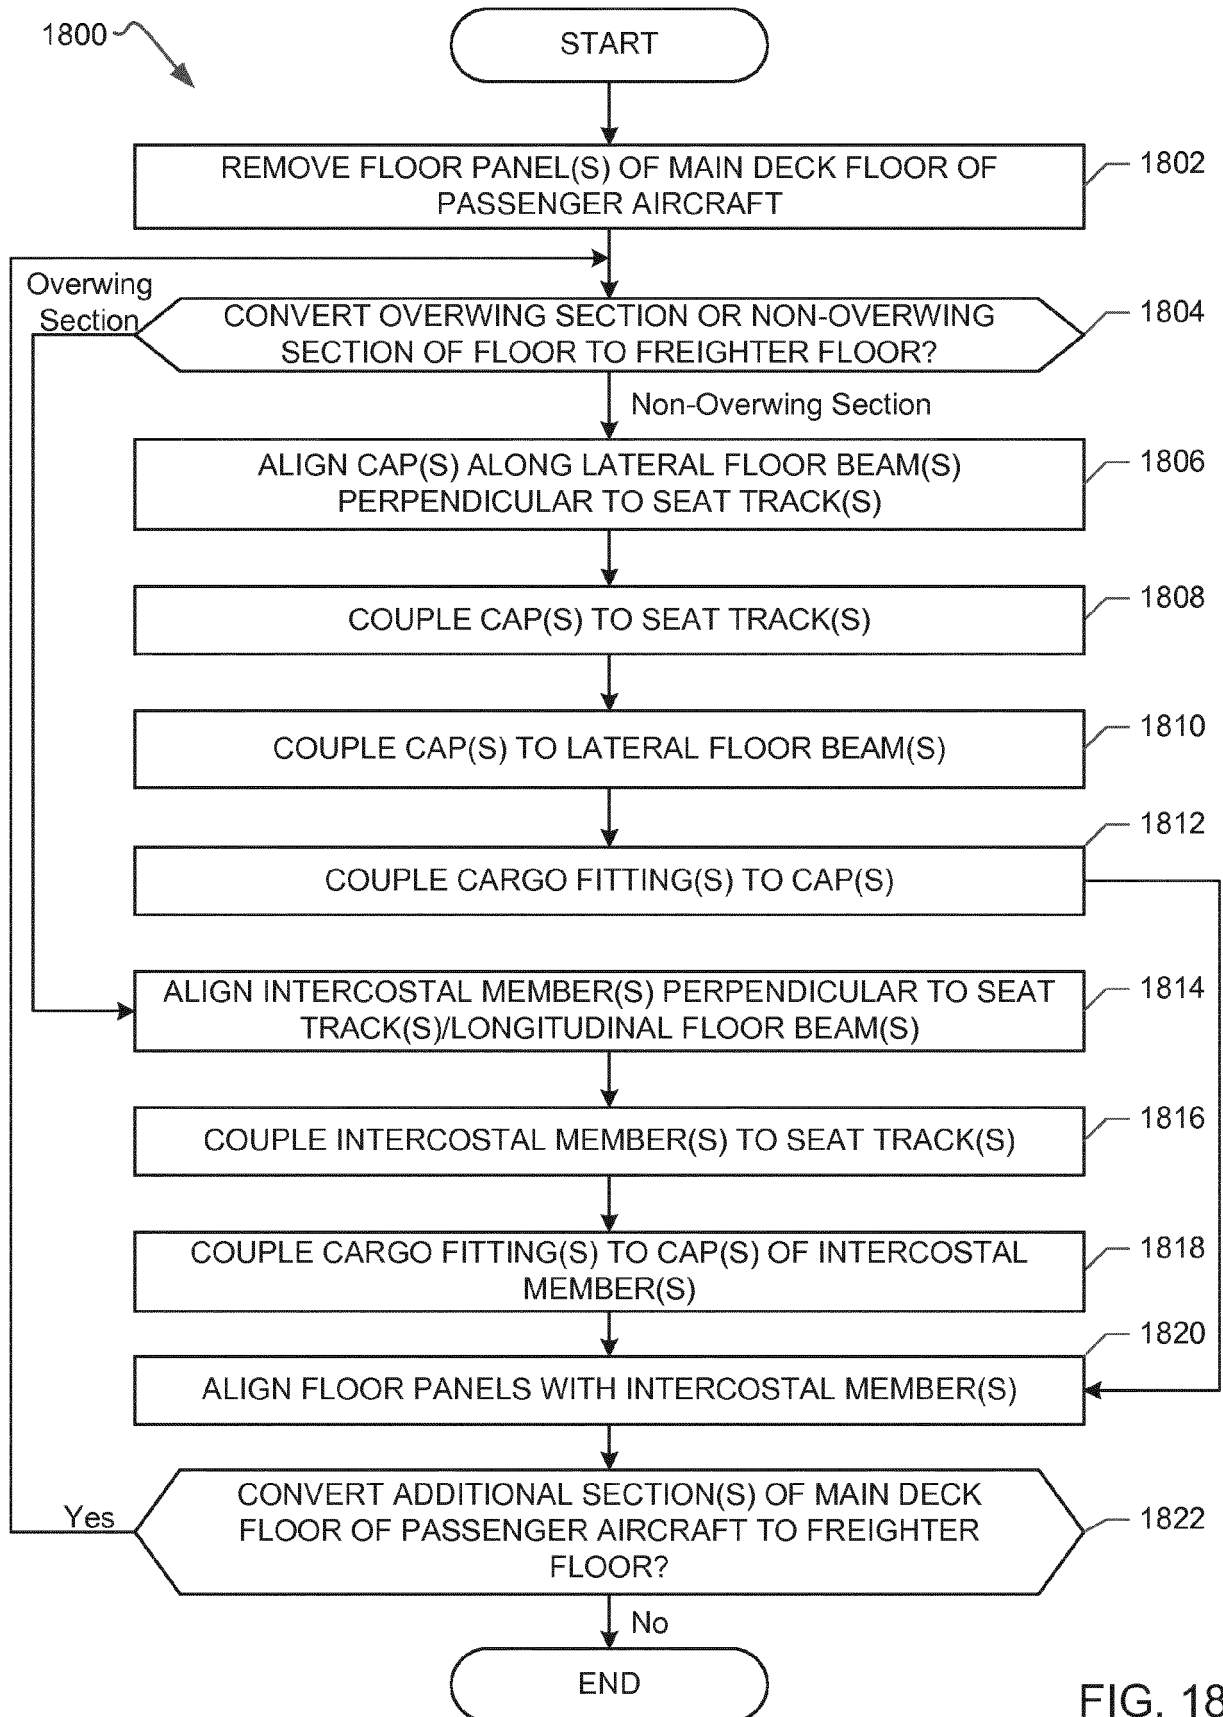 1800
START
REMOVE FLOOR PANEL(S) OF MAIN DECK FLOOR OF
PASSENGER AIRCRAFT
1802
Overwing
Section
CONVERT OVERWING SECTION OR NON-OVERWING
SECTION OF FLOOR TO FREIGHTER FLOOR?
1804
Non-Overwing Section
ALIGN CAP(S) ALONG LATERAL FLOOR BEAM(S)
PERPENDICULAR TO SEAT TRACK(S)
1806
COUPLE CAP(S) TO SEAT TRACK(S)
1808
COUPLE CAP(S) TO LATERAL FLOOR BEAM(S)
1810
COUPLE CARGO FITTING(S) TO CAP(S)
1812
ALIGN INTERCOSTAL MEMBER(S) PERPENDICULAR TO SEAT
TRACK(S)/LONGITUDINAL FLOOR BEAM(S)
1814
COUPLE INTERCOSTAL MEMBER(S) TO SEAT TRACK(S)
1816
COUPLE CARGO FITTING(S) TO CAP(S) OF INTERCOSTAL
MEMBER(S)
1818
ALIGN FLOOR PANELS WITH INTERCOSTAL MEMBER(S)
1820
Yes
CONVERT ADDITIONAL SECTION(S) OF MAIN DECK
FLOOR OF PASSENGER AIRCRAFT TO FREIGHTER
FLOOR?
1822
No
END
FIG. 18